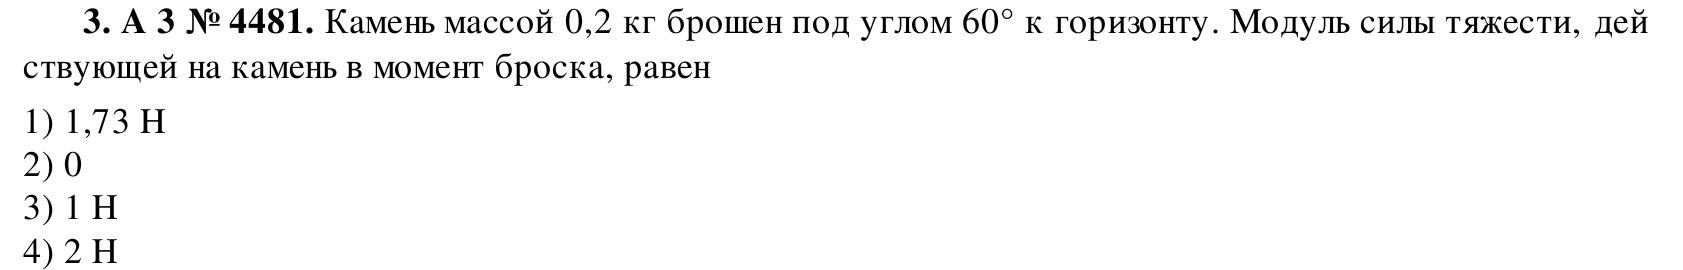 3. А 3 № 4481. Камень массой 0,2 кг брошен под углом 60° к горизонту. Модуль силы тяжести, дей
ствующей на камень в момент броска, равен
1) 1,73 Н
2) 0
3) 1 Н
4) 2 Н